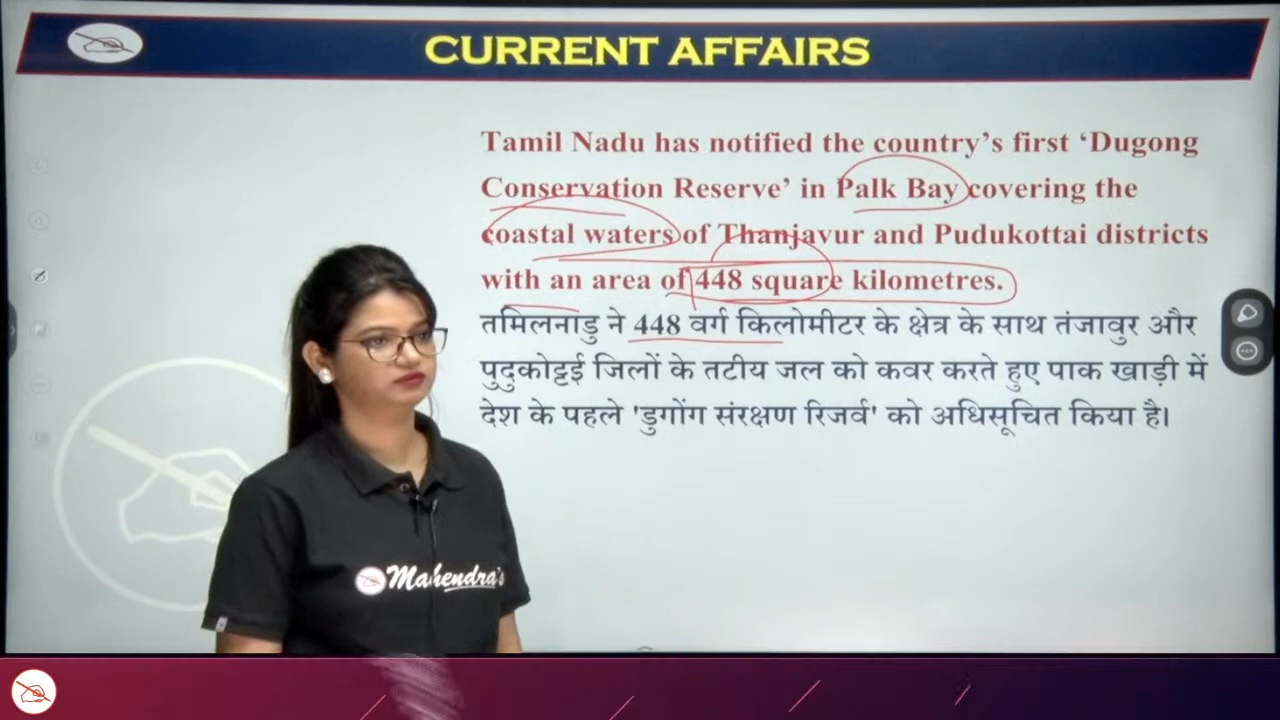 CURRENT AFFAIRS
Tamil Nadu has notified the country’s first ‘Dugong
Conservation Reserve’ in Palk Bay covering the
coastal waters of Thanjavur and Pudukottai districts
with an area of 448 square kilometres.
तमिलनाडु ने 448 वर्ग किलोमीटर के क्षेत्र के साथ तंजावुर और
पुदुकोट्टई जिलों के तटीय जल को कवर करते हुए पाक खाड़ी में
देश के पहले 'डुगोंग संरक्षण रिजर्व' को अधिसूचित किया है।
Mahendra's